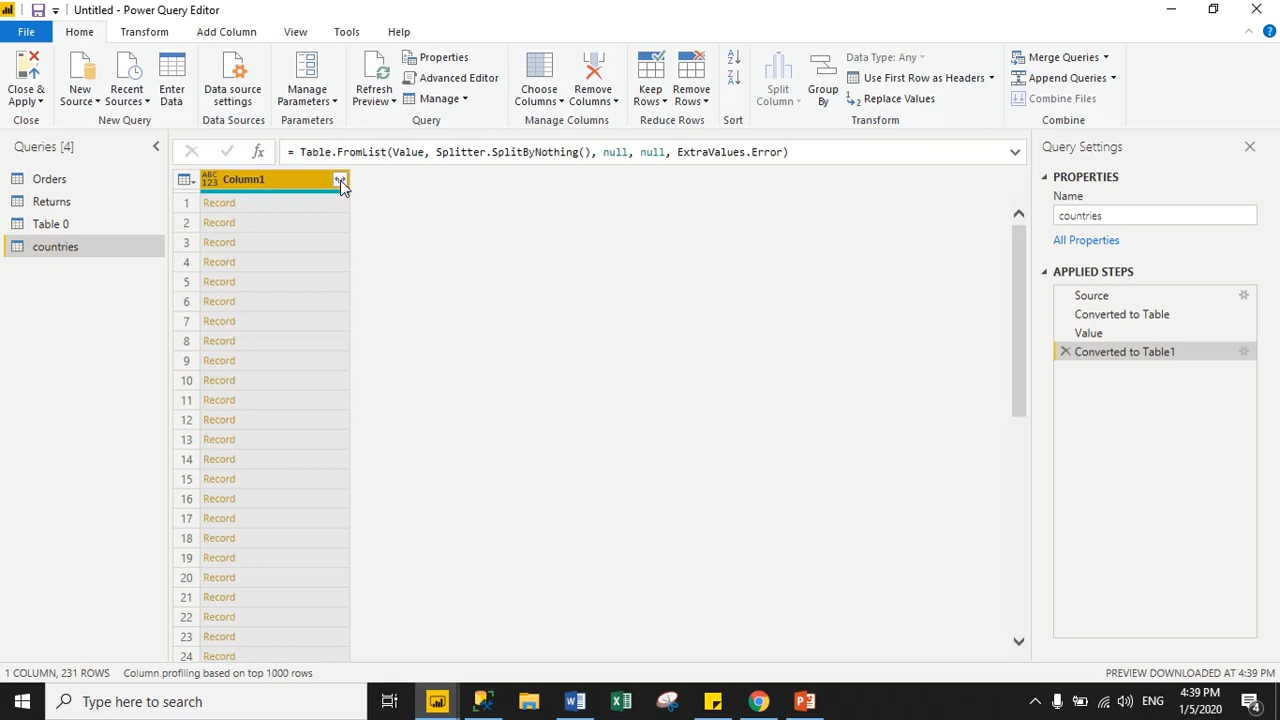 Untitled - Power Query Editor
File Home Transform Add Column View Tools Help
Close & Apply
New Source
Recent Sources
Enter Data
Data source settings
Manage Parameters
Refresh Preview
Properties
Advanced Editor
Manage
Choose Columns
Remove Columns
Keep Rows
Remove Rows
Split Column
Group By
Data Type: Any
Use First Row as Headers
Replace Values
Merge Queries
Append Queries
Combine Files
Close New Query Data Sources Parameters Query Manage Columns Reduce Rows Sort Transform Combine
Queries [4]
Orders
Returns
Table 0
countries
= Table.FromList(Value, Splitter.SplitByNothing(), null, null, ExtraValues.Error)
ABC 123 Column1
1 Record
2 Record
3 Record
4 Record
5 Record
6 Record
7 Record
8 Record
9 Record
10 Record
11 Record
12 Record
13 Record
14 Record
15 Record
16 Record
17 Record
18 Record
19 Record
20 Record
21 Record
22 Record
23 Record
24 Record
Query Settings
PROPERTIES
Name
countries
All Properties
APPLIED STEPS
Source
Converted to Table
Value
Converted to Table1
1 COLUMN, 231 ROWS Column profiling based on top 1000 rows PREVIEW DOWNLOADED AT 4:39 PM
Type here to search
ENG
4:39 PM
1/5/2020
4